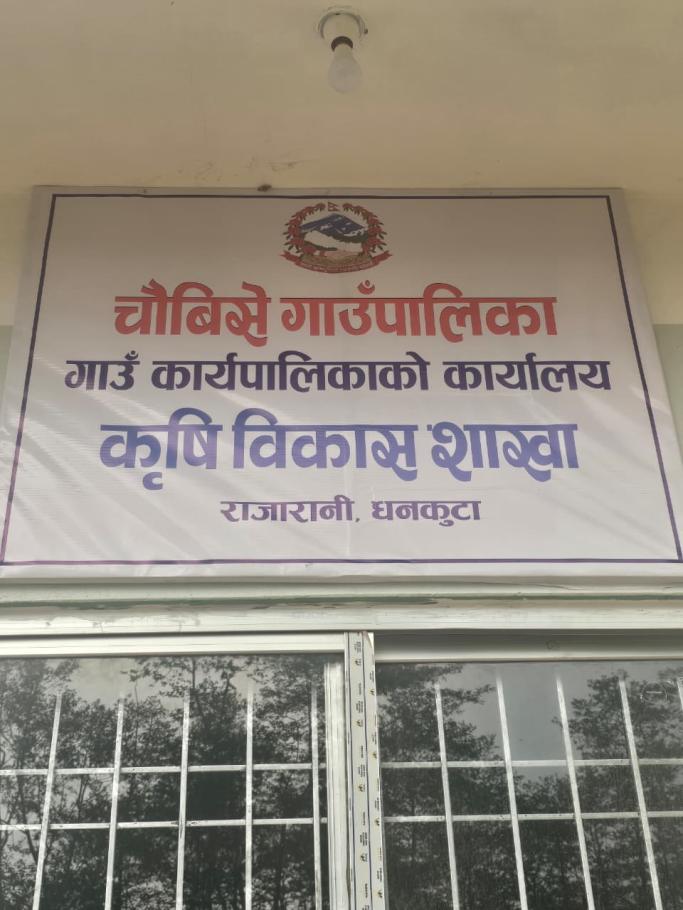 चौबिसे गाउँपालिका
गाउँ कार्यपालिकाको कार्यालय
कृषि विकास शाखा
राजारानी, धनकुटा